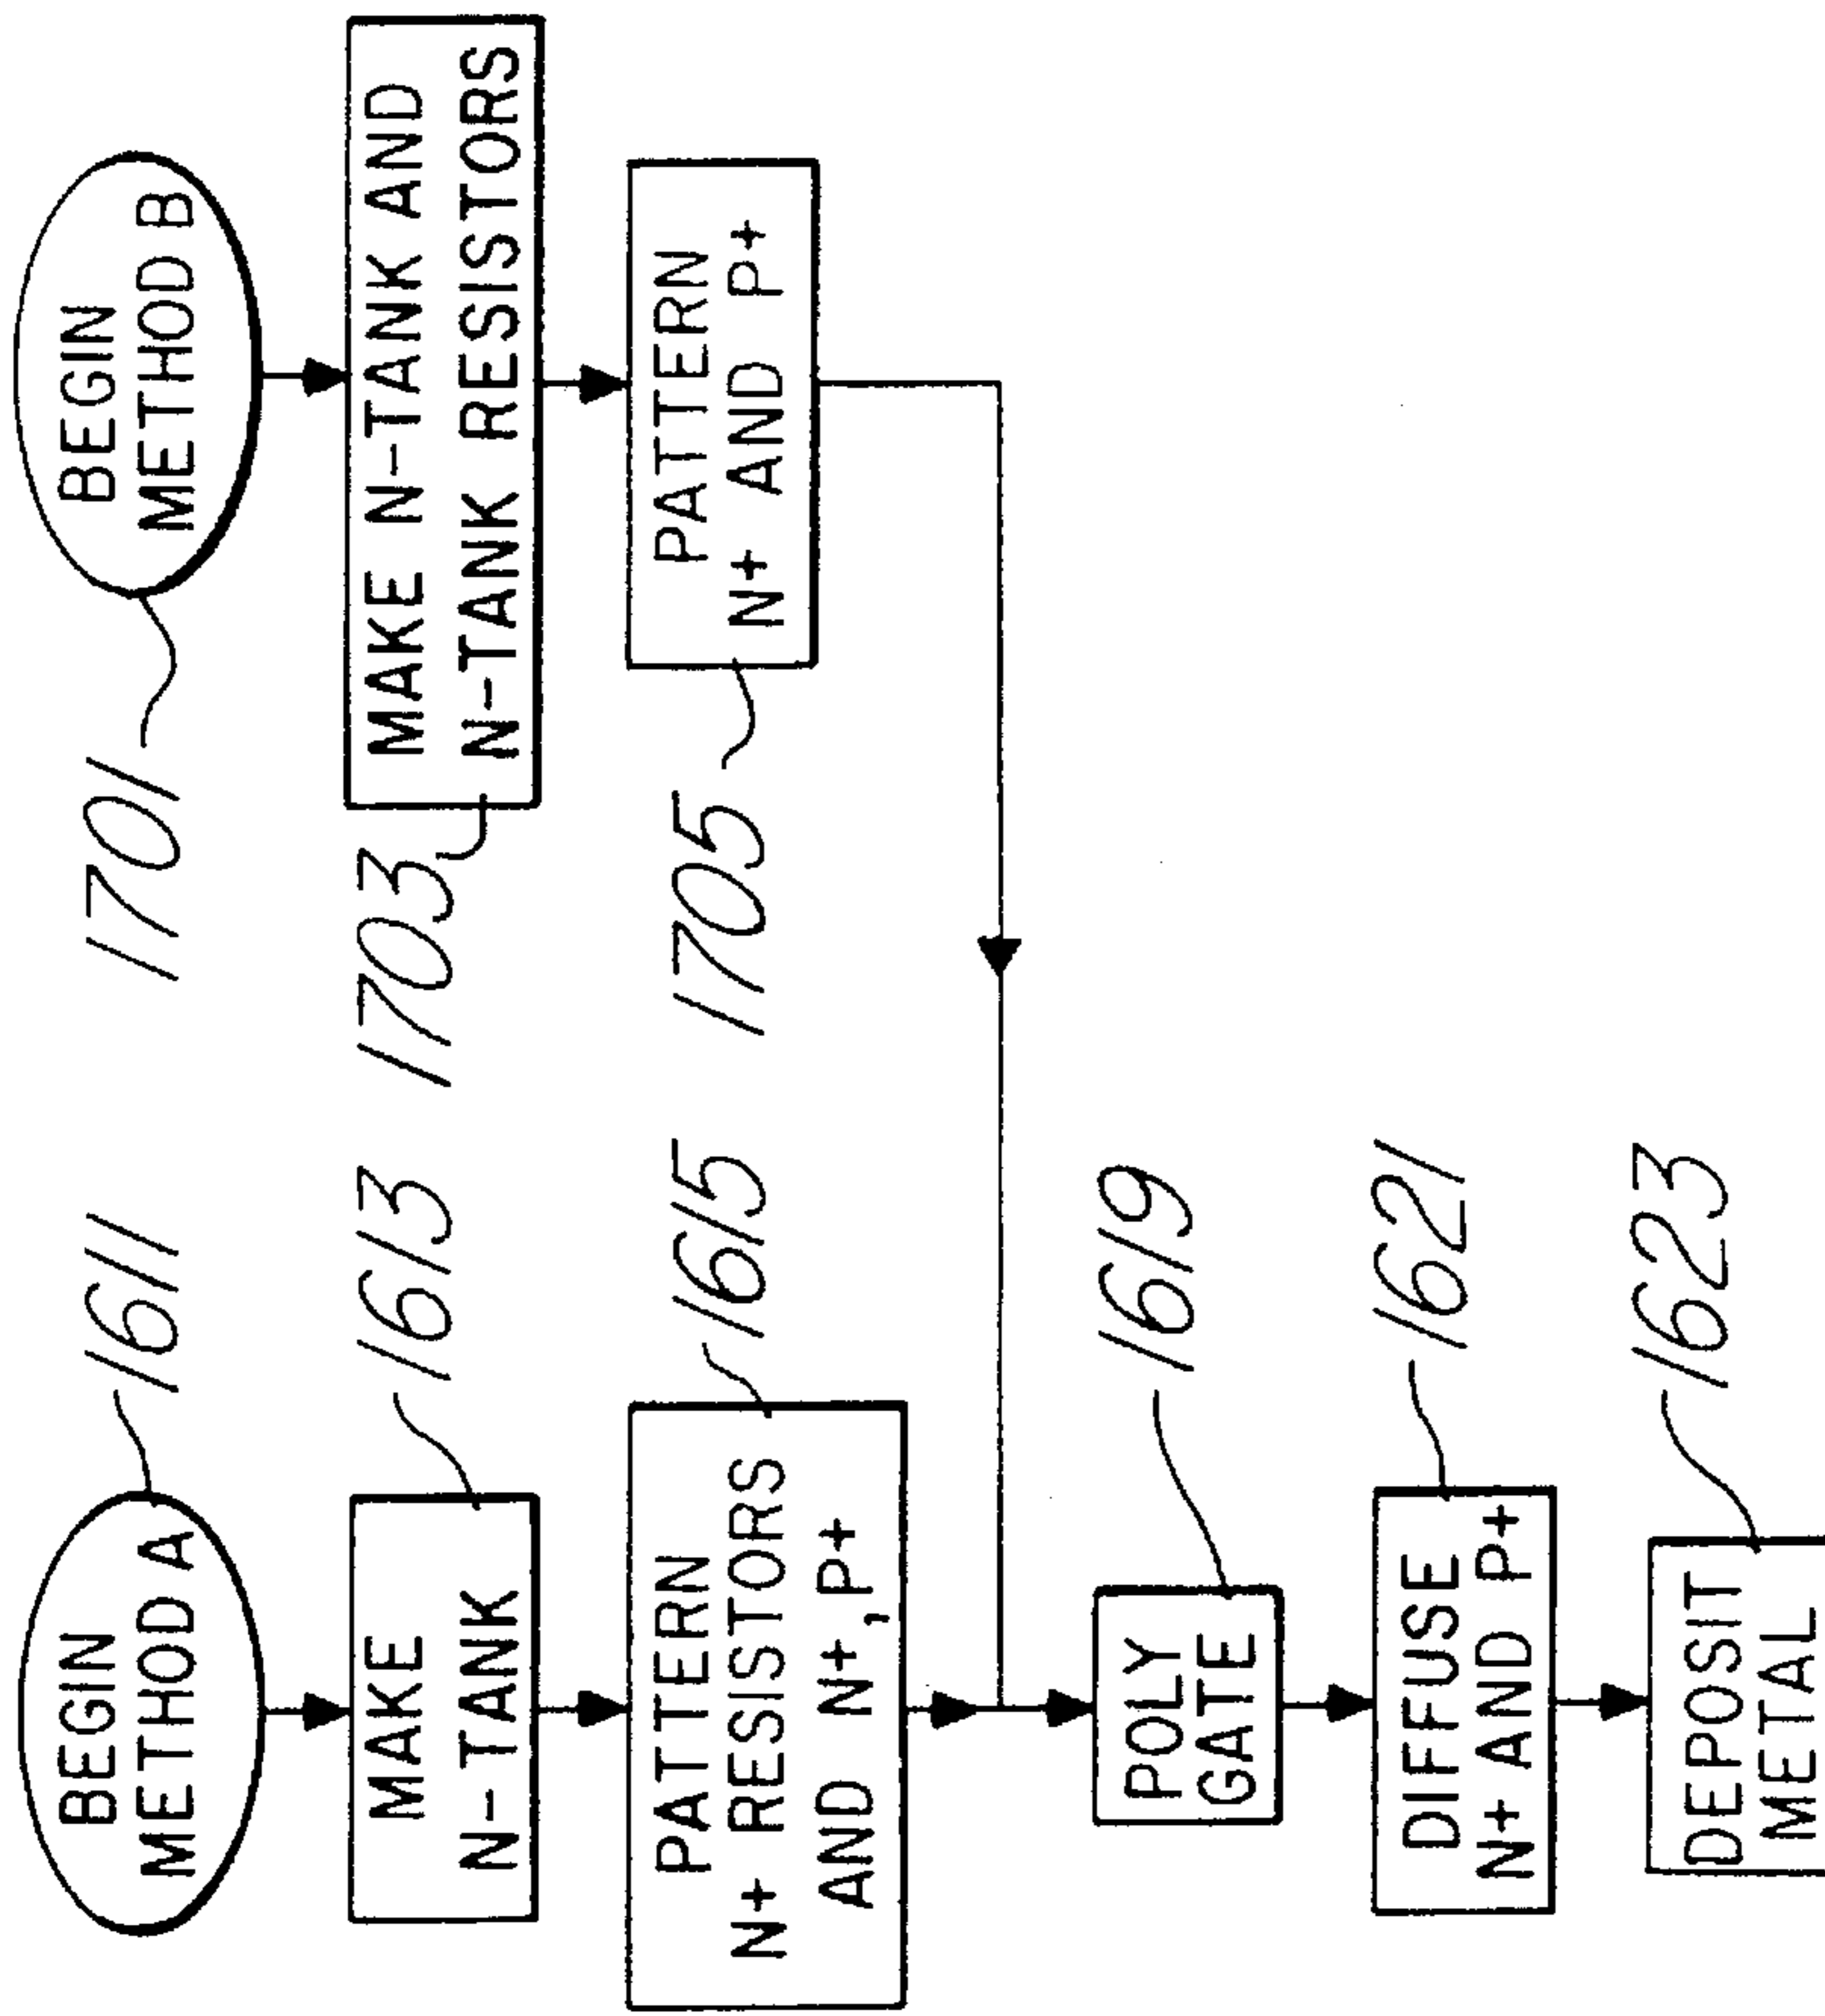 BEGIN
METHOD A
1611
MAKE
N-TANK
1613
PATTERN
N+ RESISTORS
AND N+,P+
1615
BEGIN
METHOD B
1701
MAKE N-TANK AND
N-TANK RESISTORS
1703
PATTERN
N+ AND P+
1705
POLY
GATE
1619
DIFFUSE
N+ AND P+
1621
DEPOSIT
METAL
1623